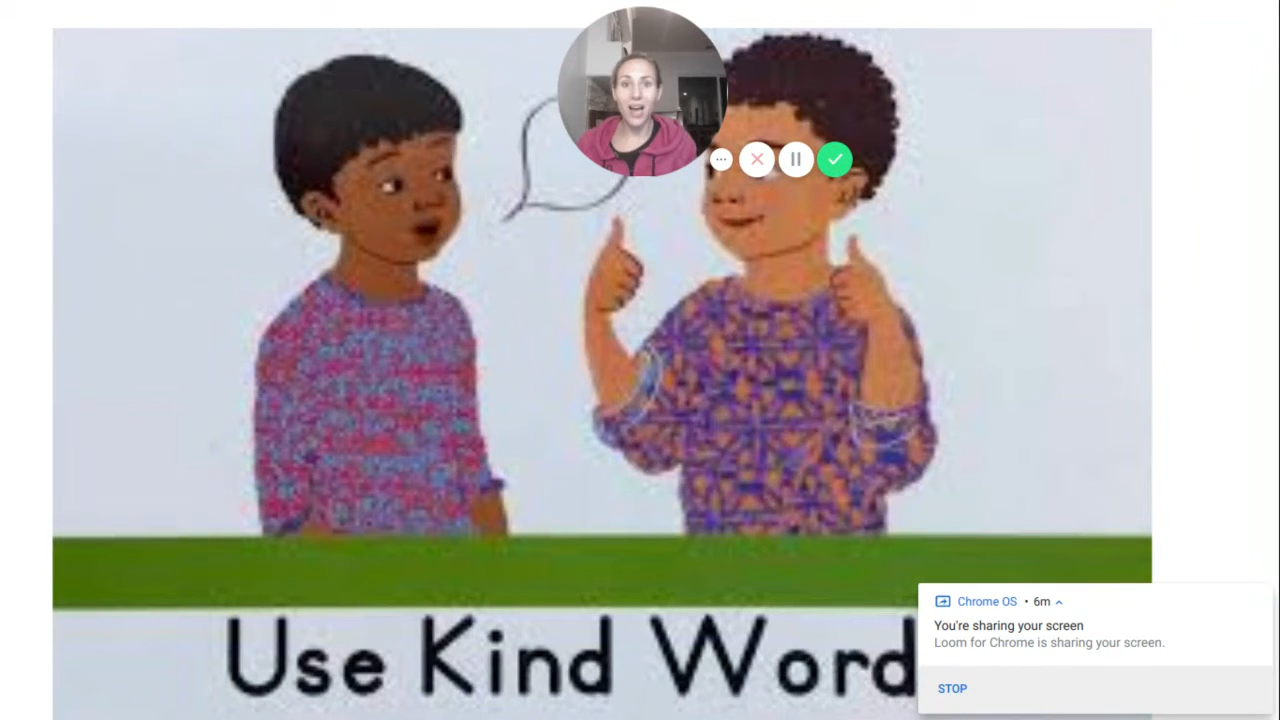 Chrome OS • 6m
You're sharing your screen
Loom for Chrome is sharing your screen.
STOP
Use Kind Word